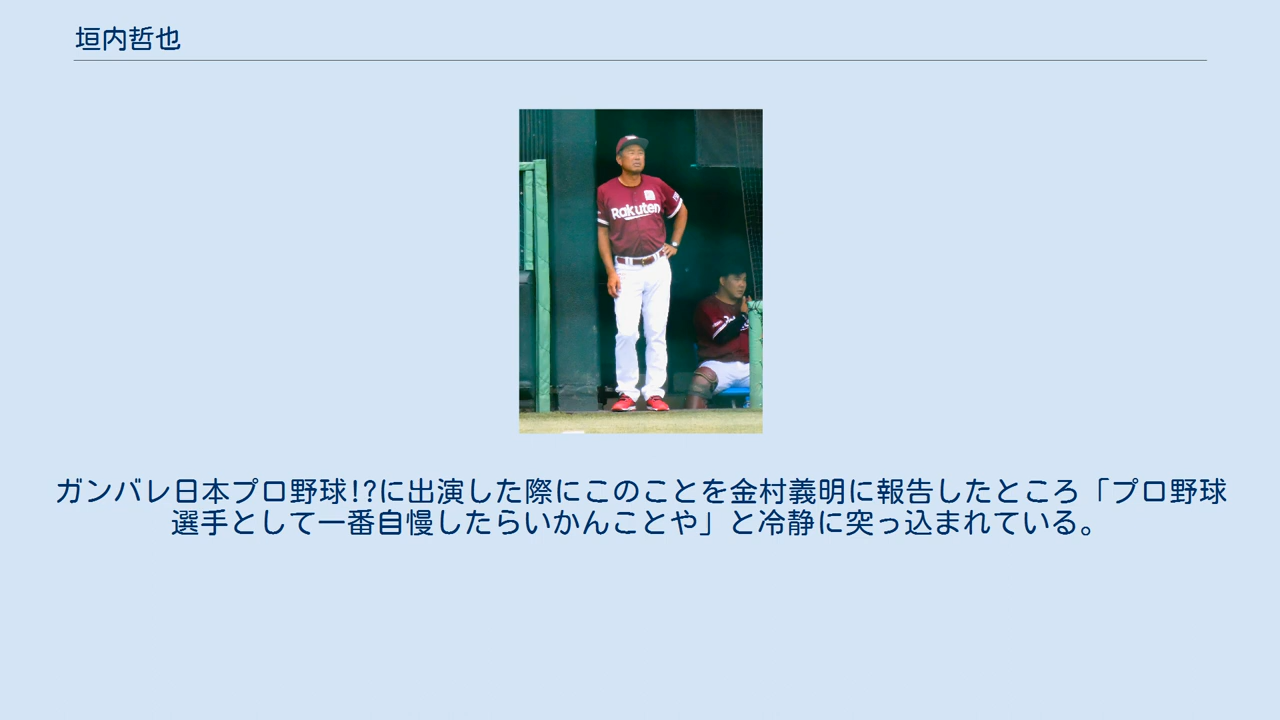 垣内哲也
Rakuten
ガンバレ日本プロ野球!?に出演した際にこのことを金村義明に報告したところ「プロ野球
選手として一番自慢したらいかんことや」と冷静に突っ込まれている。